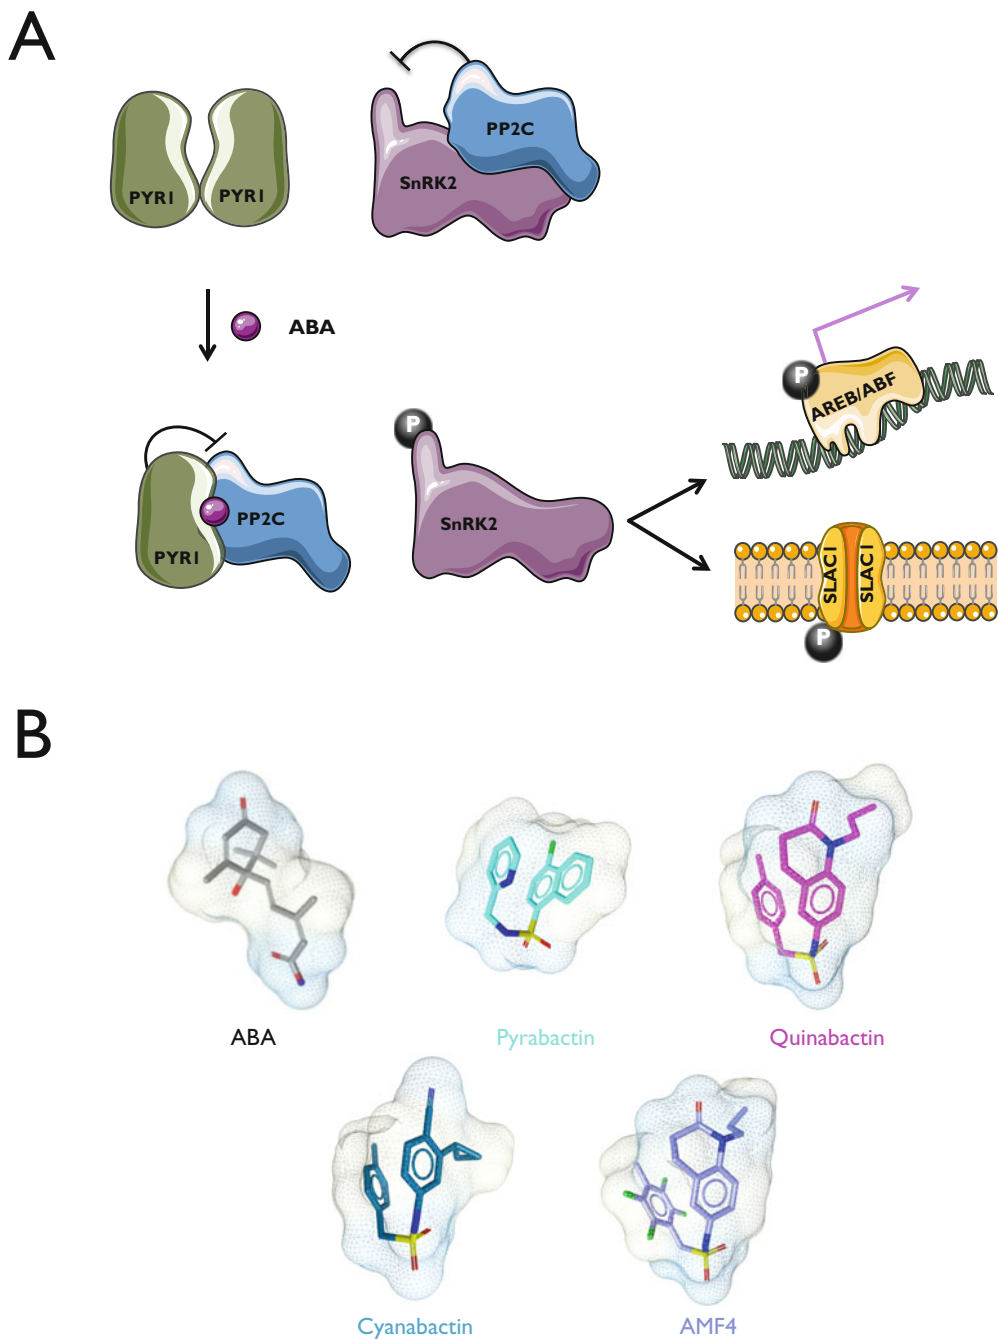 A
PYR1
PYR1
SnRK2
PP2C
ABA
P
AREB/ABF
P
SnRK2
PYR1
PP2C
SLAC1
SLAC1
P
B
ABA
Pyrabactin
Quinabactin
Cyanabactin
AMF4